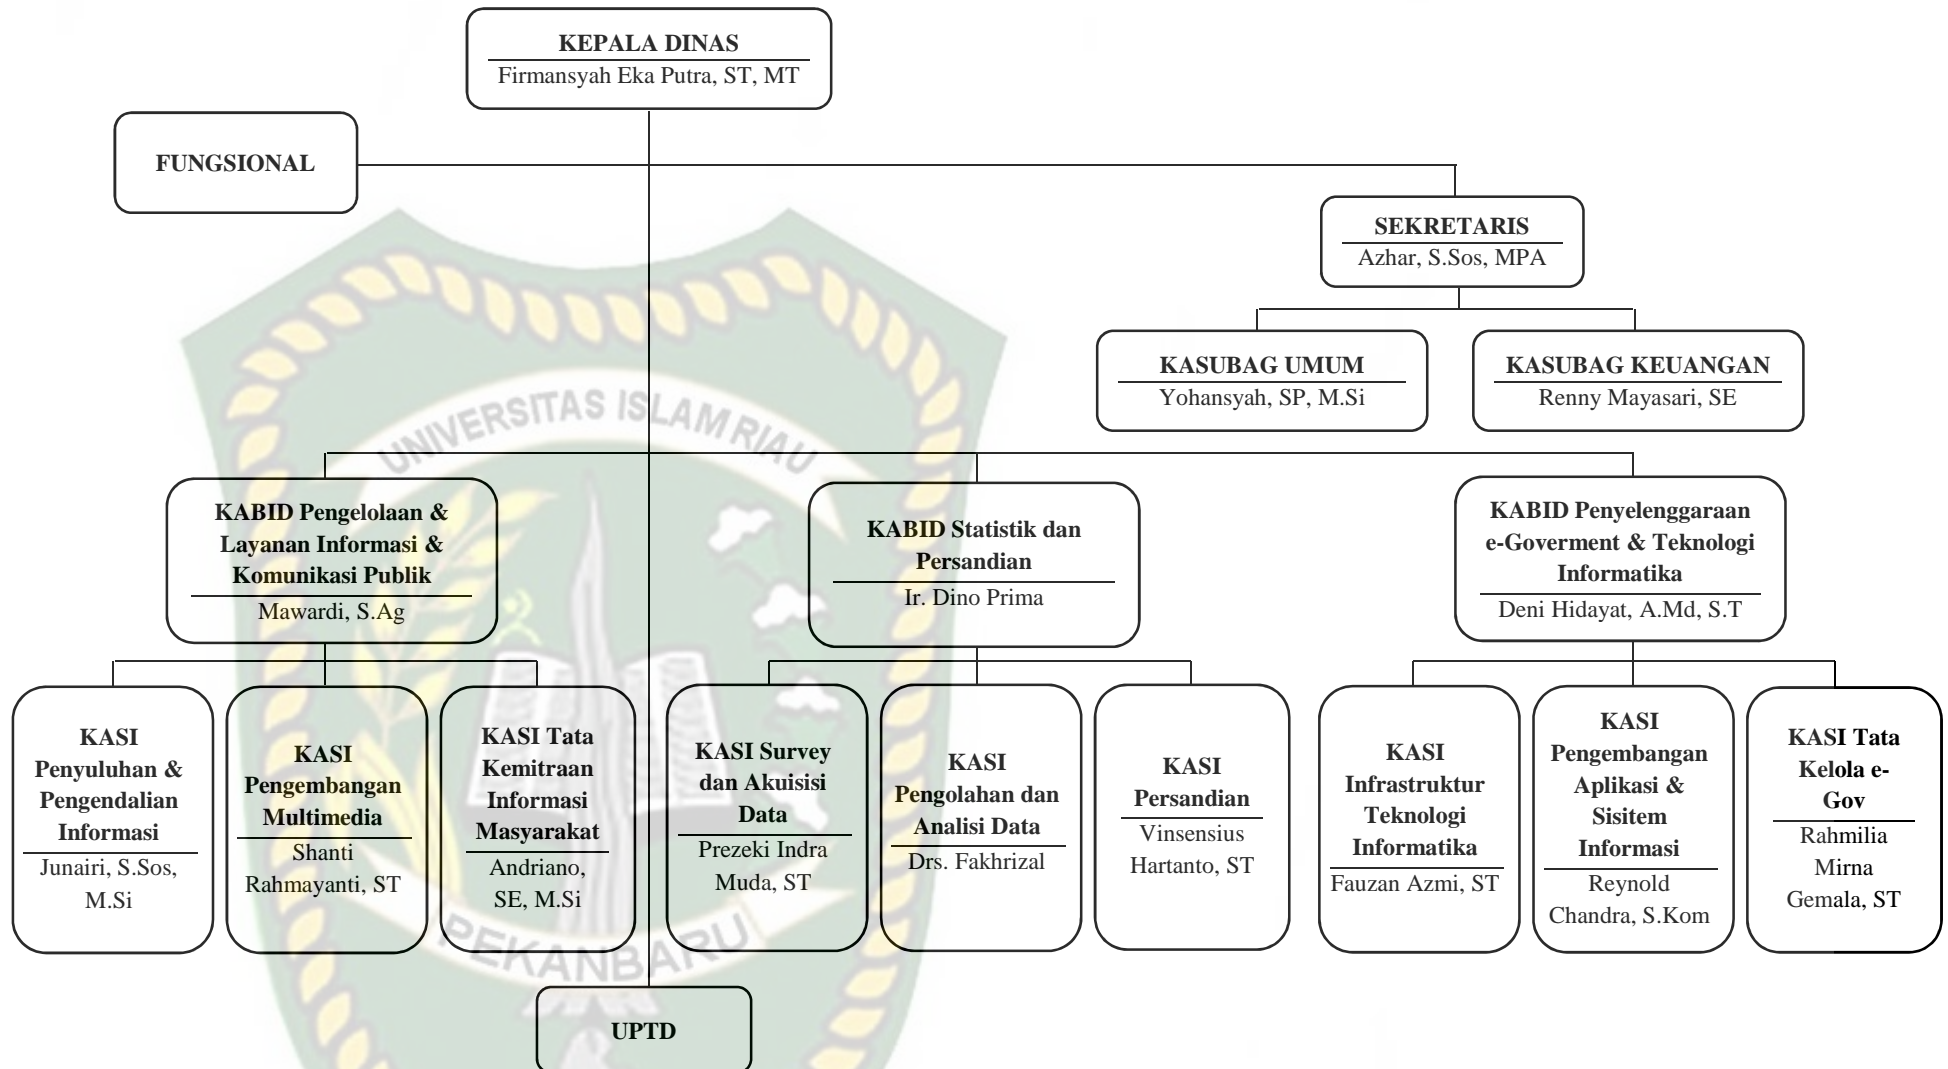 KEPALA DINAS
Firmansyah Eka Putra, ST, MT
FUNGSIONAL
SEKRETARIS
Azhar, S.Sos, MPA
KASUBAG UMUM
Yohansyah, SP, M.Si
KASUBAG KEUANGAN
Renny Mayasari, SE
UNIVERSITAS ISLAM RIAU
KABID Pengelolaan &
Layanan Informasi &
Komunikasi Publik
Mawardi, S.Ag
KABID Statistik dan
Persandian
Ir. Dino Prima
KABID Penyelenggaraan
e-Goverment & Teknologi
Informatika
Deni Hidayat, A.Md, S.T
KASI
Penyuluhan &
Pengendalian
Informasi
Junairi, S.Sos,
M.Si
KASI
Pengembangan
Multimedia
Shanti
Rahmayanti, ST
KASI Tata
Kemitraan
Informasi
Masyarakat
Andriano,
SE, M.Si
KASI Survey
dan Akuisisi
Data
Prezeki Indra
Muda, ST
KASI
Pengolahan dan
Analisi Data
Drs. Fakhrizal
KASI
Persandian
Vinsensius
Hartanto, ST
KASI
Infrastruktur
Teknologi
Informatika
Fauzan Azmi, ST
KASI
Pengembangan
Aplikasi &
Sisitem
Informasi
Reynold
Chandra, S.Kom
KASI Tata
Kelola e-
Gov
Rahmilia
Mirna
Gemala, ST
PEKANBARU
UPTD